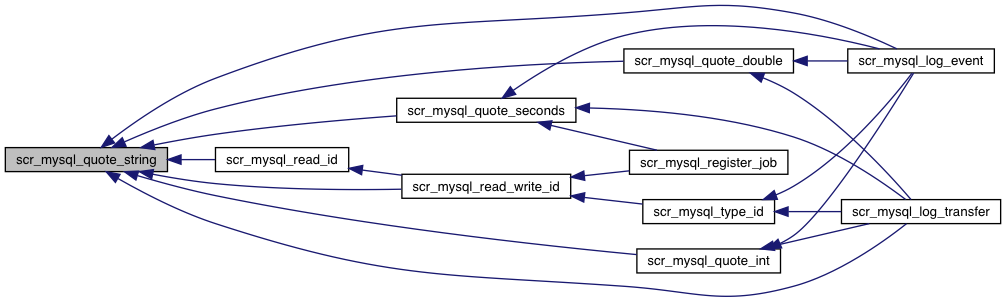 scr_mysql_quote_string
scr_mysql_read_id
scr_mysql_quote_seconds
scr_mysql_read_write_id
scr_mysql_quote_double
scr_mysql_register_job
scr_mysql_type_id
scr_mysql_quote_int
scr_mysql_log_event
scr_mysql_log_transfer